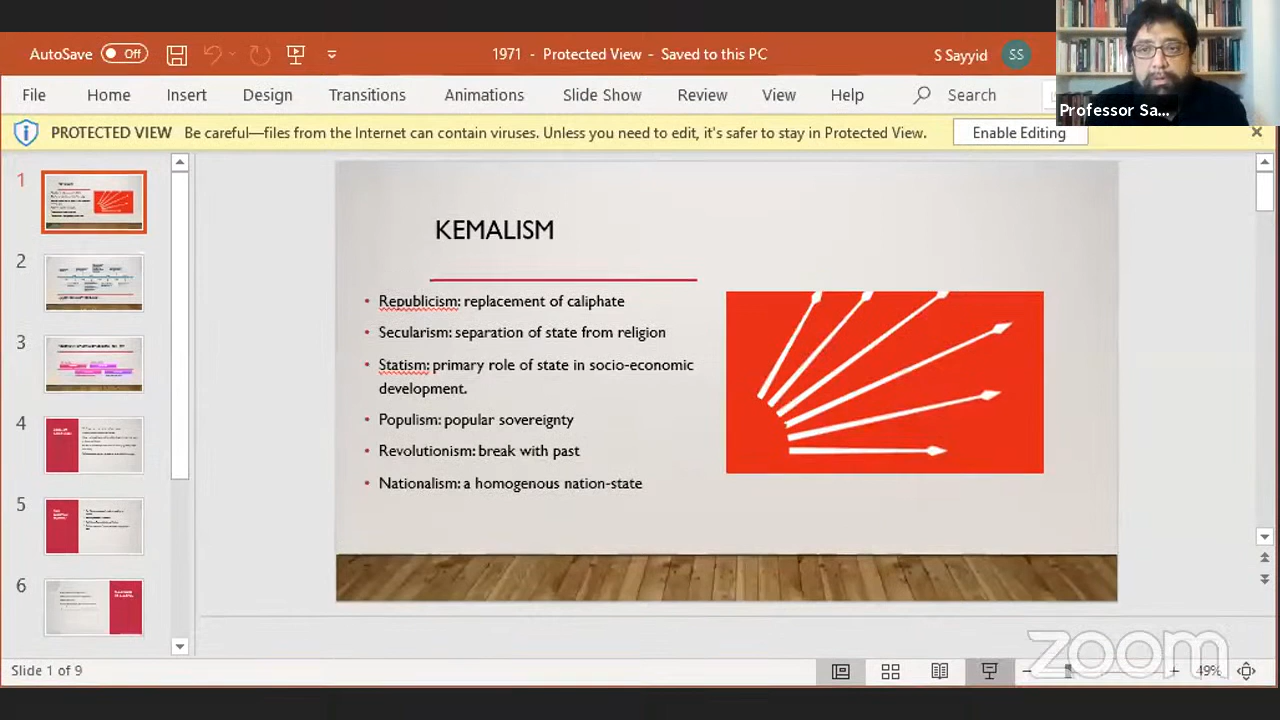 AutoSave Off
1971 - Protected View - Saved to this PC
S Sayyid SS
Professor Sa...
File Home Insert Design Transitions Animations Slide Show Review View Help Search
PROTECTED VIEW Be careful—files from the Internet can contain viruses. Unless you need to edit, it's safer to stay in Protected View. Enable Editing
1
2
3
4
5
6
KEMALISM
• Republicism: replacement of caliphate
• Secularism: separation of state from religion
• Statism: primary role of state in socio-economic
development.
• Populism: popular sovereignty
• Revolutionism: break with past
• Nationalism: a homogenous nation-state
zoom
Slide 1 of 9
49%